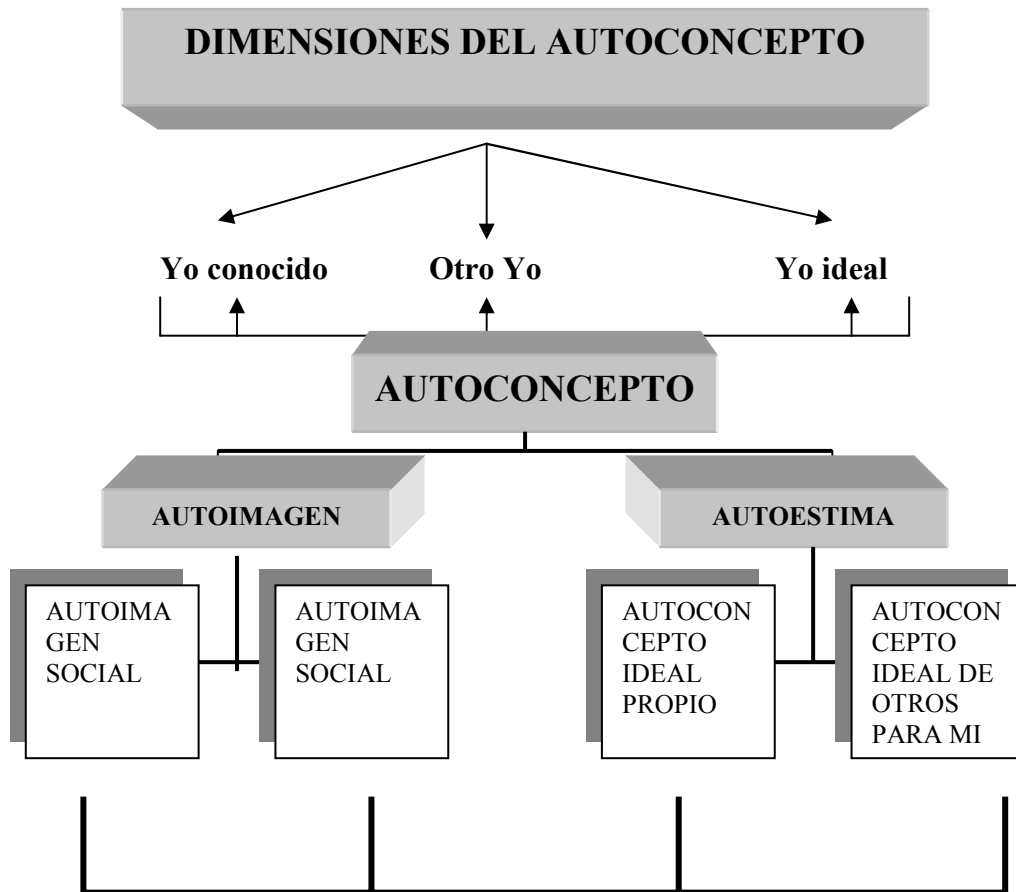 DIMENSIONES DEL AUTOCONCEPTO
Yo conocido
Otro Yo
Yo ideal
AUTOCONCEPTO
AUTOIMAGEN
AUTOESTIMA
AUTOIMA
GEN
SOCIAL
AUTOIMA
GEN
SOCIAL
AUTOCON
CEPTO
IDEAL
PROPIO
AUTOCON
CEPTO
IDEAL DE
OTROS
PARA MI